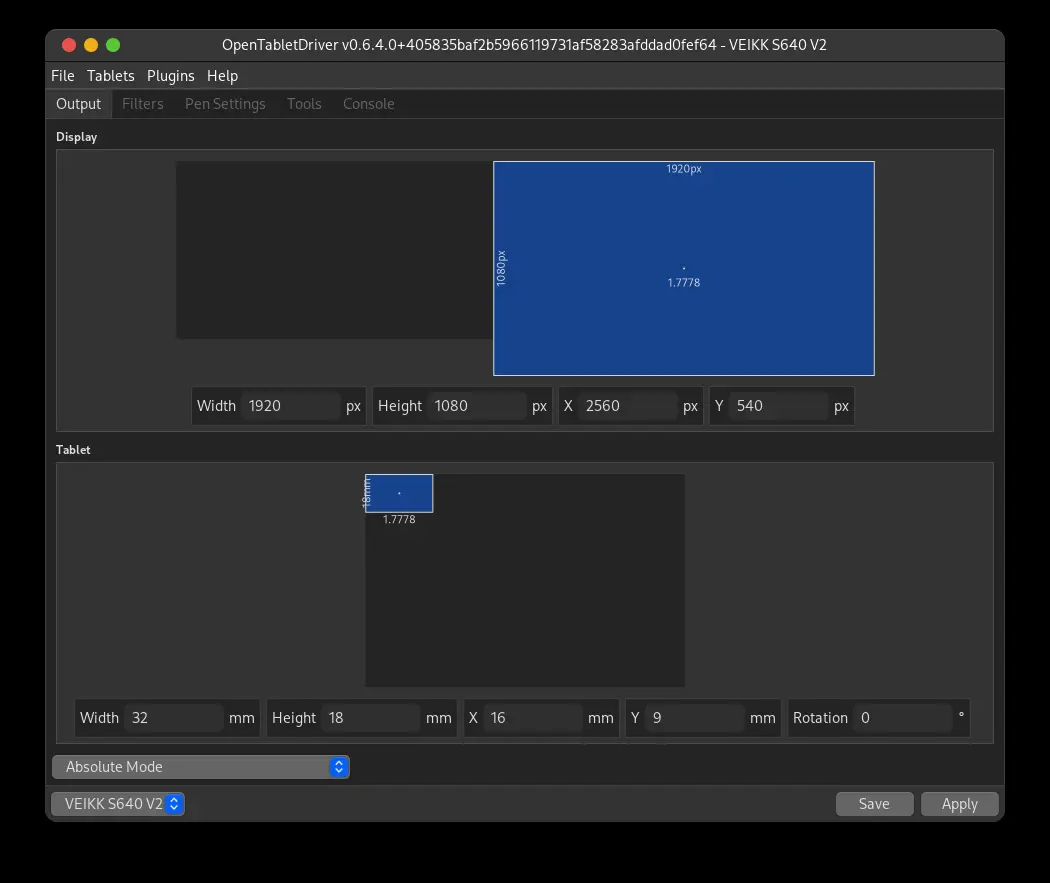 OpenTabletDriver v0.6.4.0+405835baf2b5966119731af58283afddad0fef64 - VEIKK S640 V2
File Tablets Plugins Help
Output Filters Pen Settings Tools Console
Display
1920px
1080px
1.7778
Width 1920 px Height 1080 px X 2560 px Y 540 px
Tablet
18mm
1.7778
Width 32 mm Height 18 mm X 16 mm Y 9 mm Rotation 0 °
Absolute Mode
VEIKK S640 V2 Save Apply